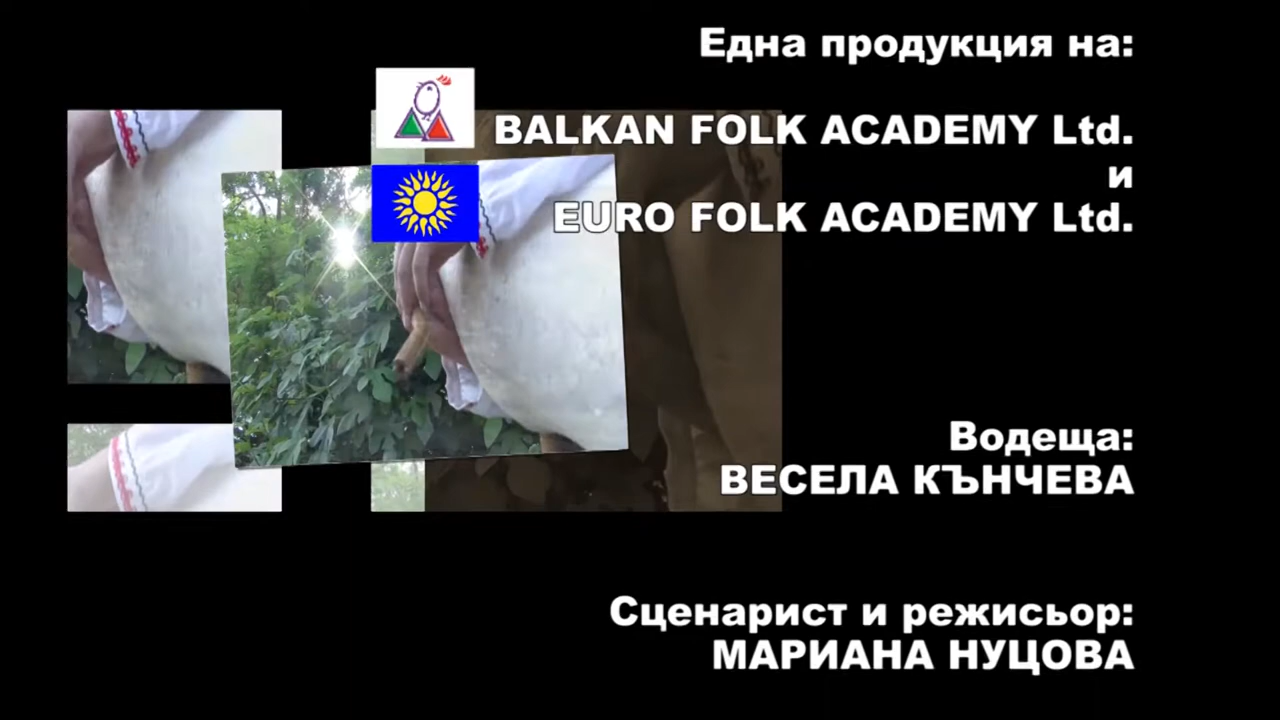 Една продукция на:
BALKAN FOLK ACADEMY Ltd.
и
EURO FOLK ACADEMY Ltd.
Водеща:
ВЕСЕЛА КЪНЧЕВА
Сценарист и режисьор:
МАРИАНА НУЦОВА